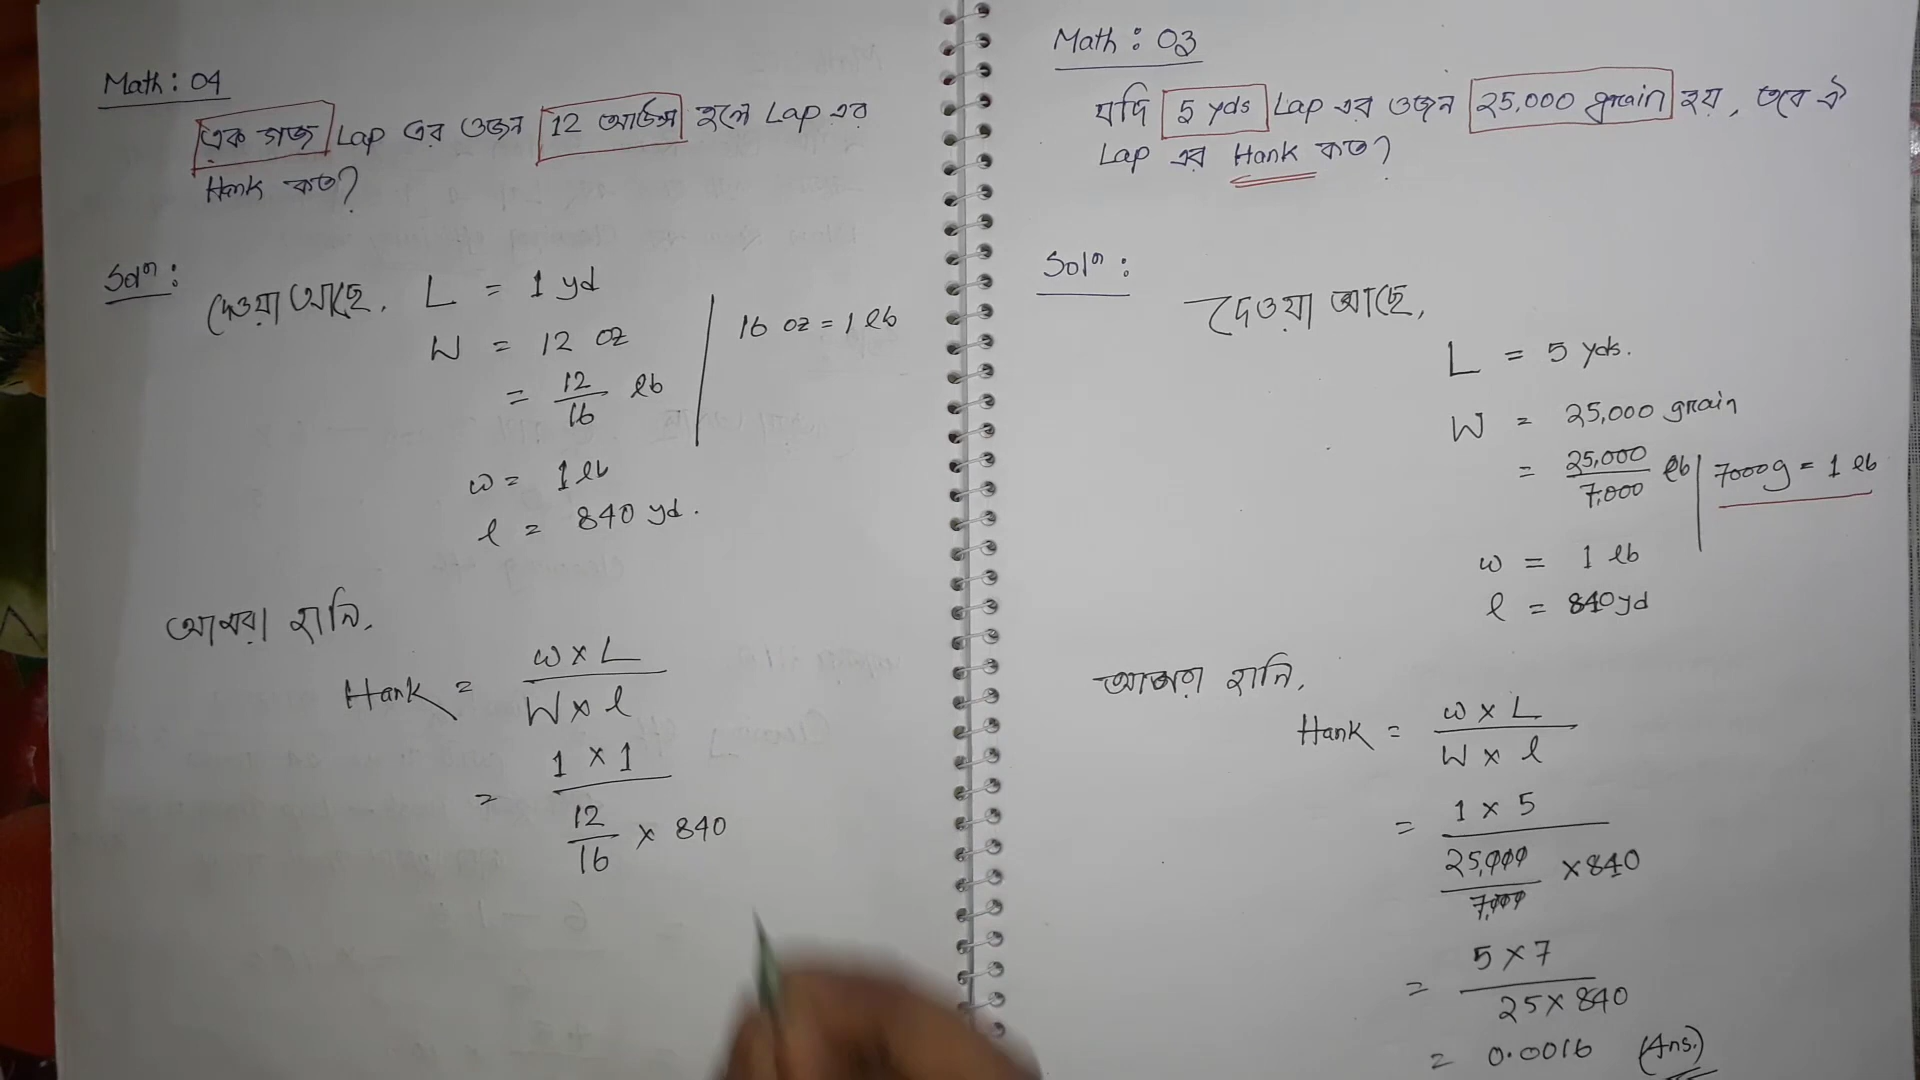 Math : 04
এক গজ Lap এর ওজন 12 আউন্স হলে Lap এর
Hank কত?
Solⁿ :
দেওয়া আছে, L = 1 yd
W = 12 oz | 16 oz = 1 lb
= 12/16 lb
w = 1 lb
l = 840 yd.
আমরা জানি,
Hank = w x L / W x l
= 1 x 1 / 12/16 x 840
Math : 03
যদি 5 yds Lap এর ওজন 25,000 grain হয়, তবে ঐ
Lap এর Hank কত?
Solⁿ :
দেওয়া আছে,
L = 5 yds.
W = 25,000 grain
= 25,000/7,000 lb | 7000g = 1 lb
w = 1 lb
l = 840yd
আমরা জানি,
Hank = w x L / W x l
= 1 x 5 / 25,000/7,000 x 840
= 5 x 7 / 25 x 840
= 0.0016 (Ans.)